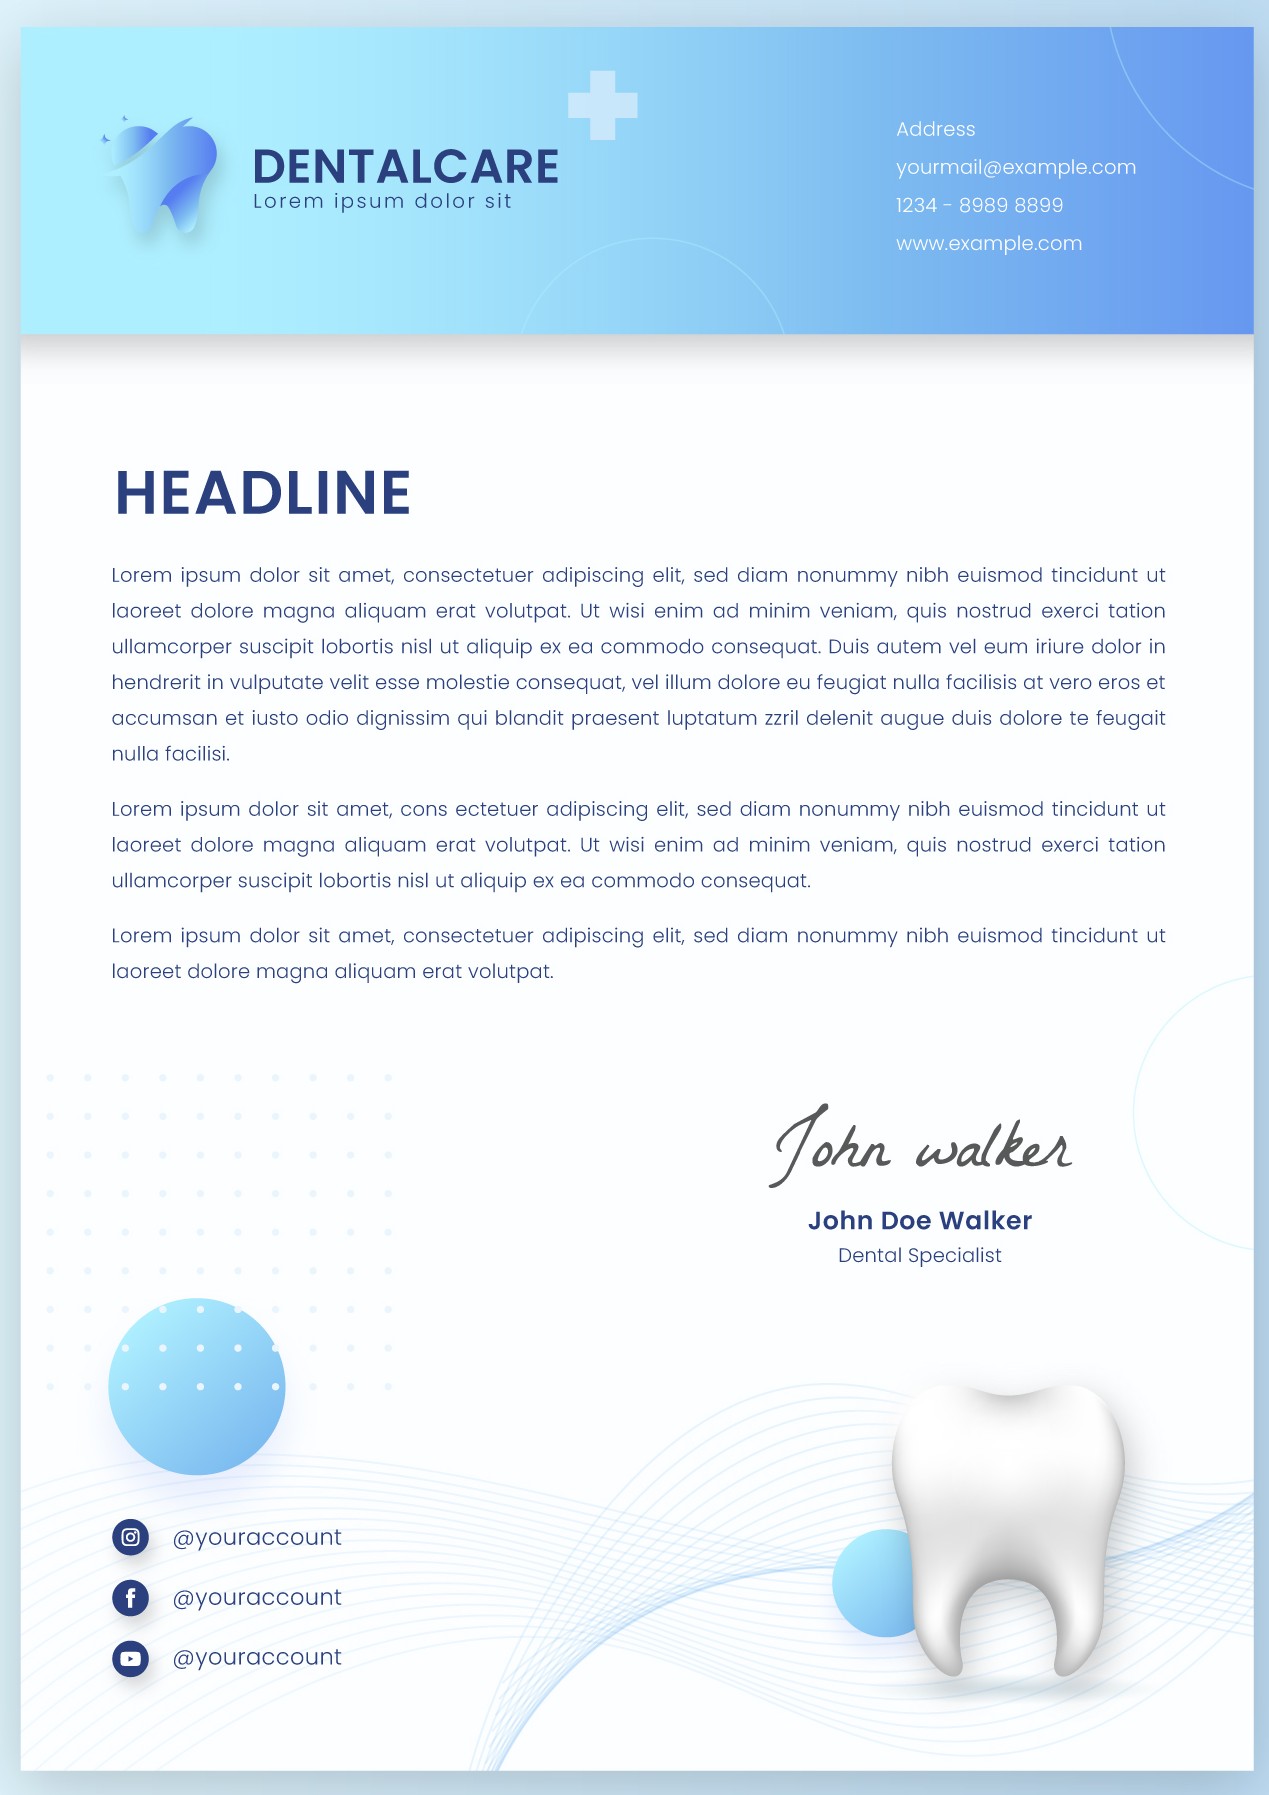 DENTALCARE
Lorem ipsum dolor sit
Address
yourmail@example.com
1234 - 8989 8899
www.example.com
HEADLINE
Lorem ipsum dolor sit amet, consectetuer adipiscing elit, sed diam nonummy nibh euismod tincidunt ut
laoreet dolore magna aliquam erat volutpat. Ut wisi enim ad minim veniam, quis nostrud exerci tation
ullamcorper suscipit lobortis nisl ut aliquip ex ea commodo consequat. Duis autem vel eum iriure dolor in
hendrerit in vulputate velit esse molestie consequat, vel illum dolore eu feugiat nulla facilisis at vero eros et
accumsan et iusto odio dignissim qui blandit praesent luptatum zzril delenit augue duis dolore te feugait
nulla facilisi.
Lorem ipsum dolor sit amet, cons ectetuer adipiscing elit, sed diam nonummy nibh euismod tincidunt ut
laoreet dolore magna aliquam erat volutpat. Ut wisi enim ad minim veniam, quis nostrud exerci tation
ullamcorper suscipit lobortis nisl ut aliquip ex ea commodo consequat.
Lorem ipsum dolor sit amet, consectetuer adipiscing elit, sed diam nonummy nibh euismod tincidunt ut
laoreet dolore magna aliquam erat volutpat.
John walker
John Doe Walker
Dental Specialist
@youraccount
@youraccount
@youraccount